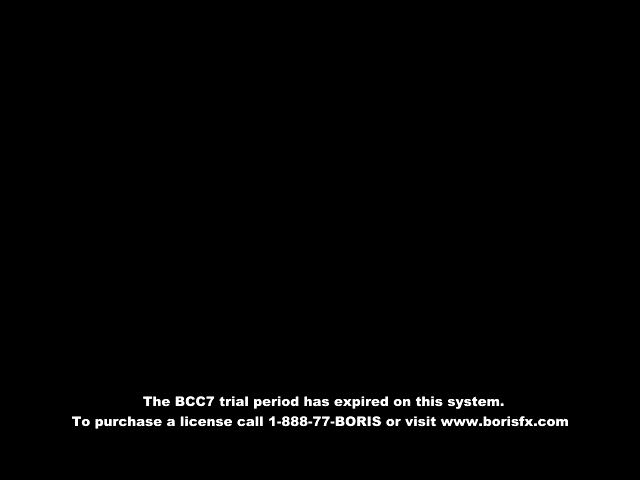 The BCC7 trial period has expired on this system.
To purchase a license call 1-888-77-BORIS or visit www.borisfx.com